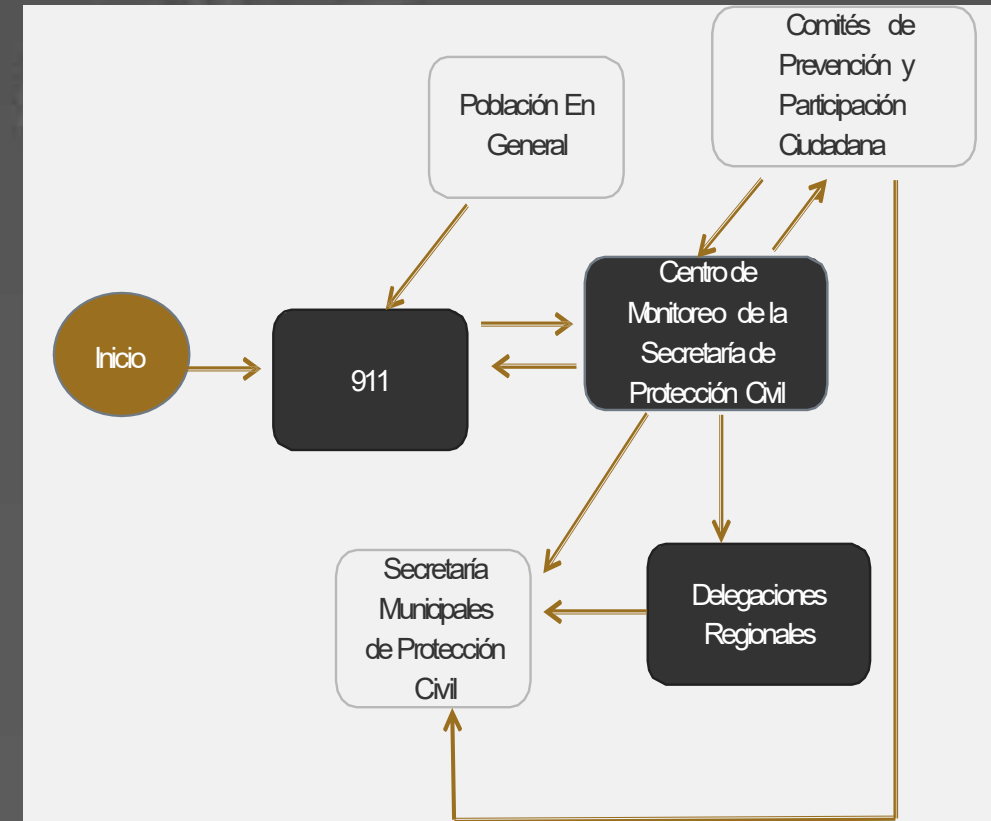 Comités de
Prevención y
Participación
Ciudadana
Población En
General
Centro de
Monitoreo de la
Secretaría de
Protección Civil
Inicio
911
Secretaría
Municipales
de Protección
Civil
Delegaciones
Regionales